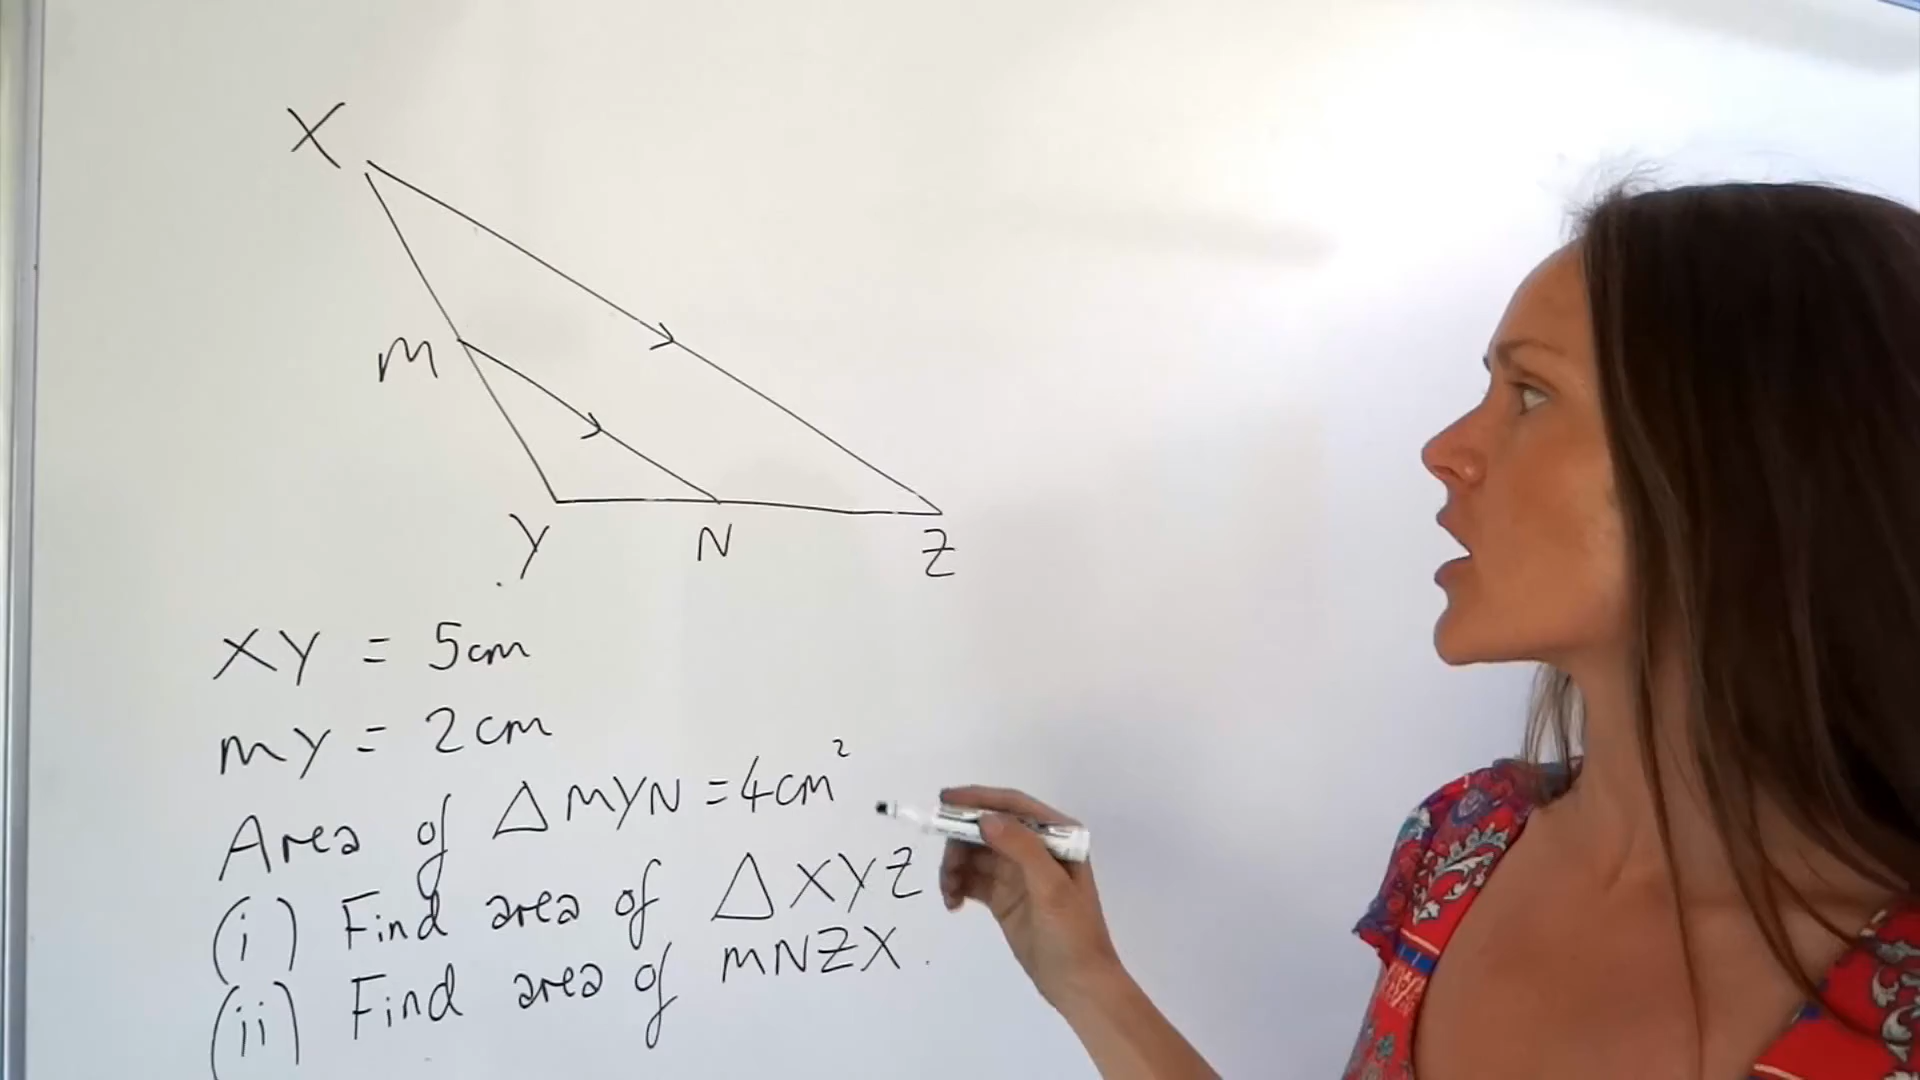 X
M
Y N Z
XY = 5cm
MY = 2cm
Area of △MYN = 4cm²
(i) Find area of △XYZ
(ii) Find area of MNZX.